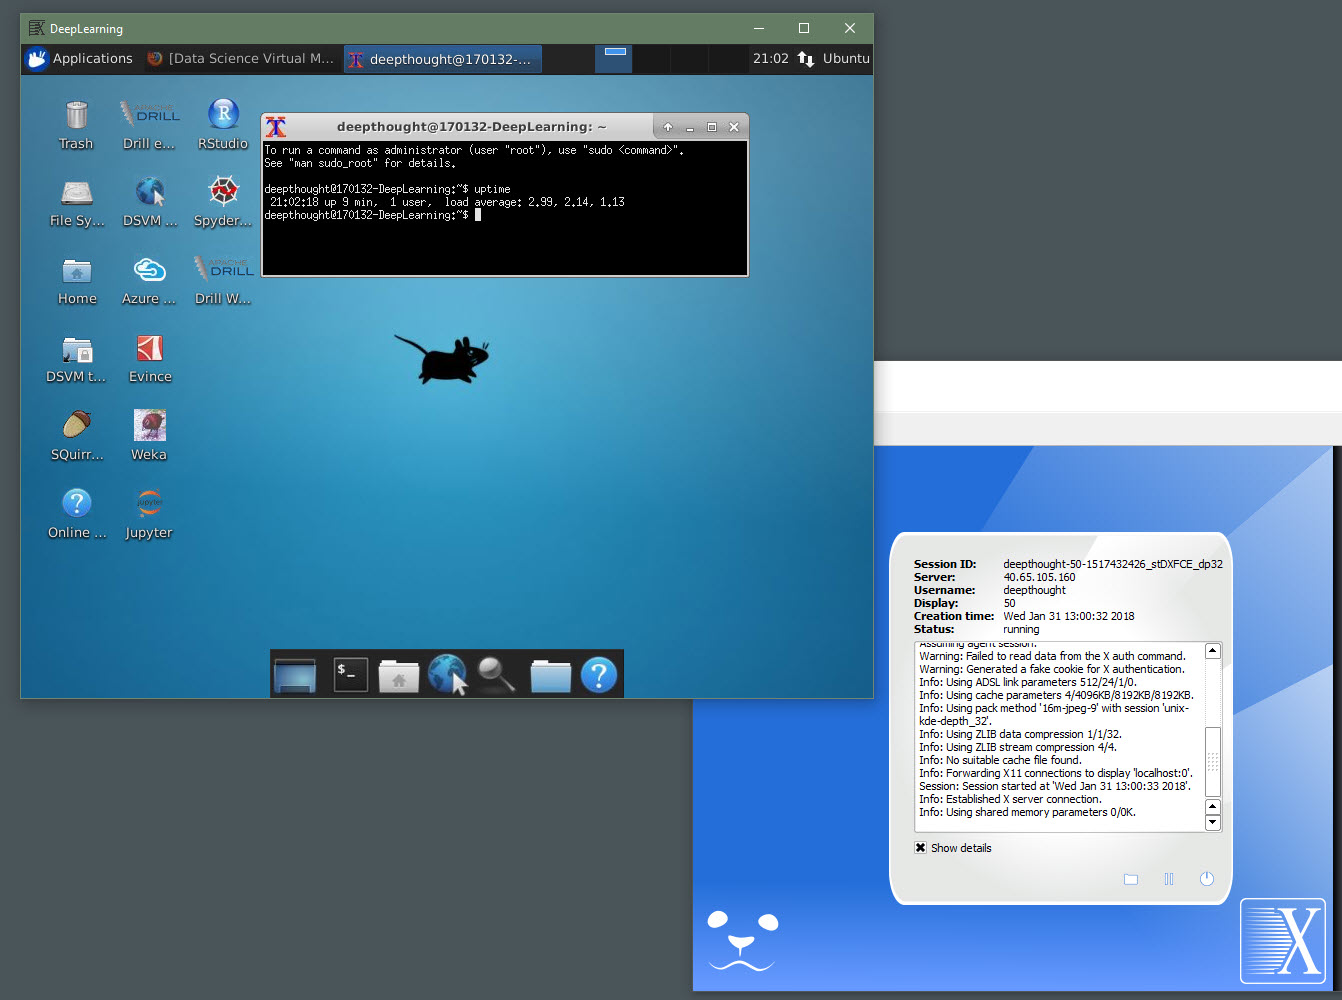 DeepLearning
Applications
[Data Science Virtual M...
deepthought@170132-...
21:02
Ubuntu
Trash
Drill e...
RStudio
File Sy...
DSVM ...
Spyder...
Home
Azure ...
Drill W...
DSVM t...
Evince
SQuirr...
Weka
Online ...
Jupyter
APACHE
DRILL
R
APACHE
DRILL
jupyter
deepthought@170132-DeepLearning: ~
To run a command as administrator (user "root"), use "sudo <command>".
See "man sudo_root" for details.
deepthought@170132-DeepLearning:~$ uptime
21:02:18 up 9 min, 1 user, load average: 2.99, 2.14, 1.13
deepthought@170132-DeepLearning:~$
$_
Session ID: deepthought-50-1517432426_stDXFCE_dp32
Server: 40.65.105.160
Username: deepthought
Display: 50
Creation time: Wed Jan 31 13:00:32 2018
Status: running
Assuming agent session.
Warning: Failed to read data from the X auth command.
Warning: Generated a fake cookie for X authentication.
Info: Using ADSL link parameters 512/24/1/0.
Info: Using cache parameters 4/4096KB/8192KB/8192KB.
Info: Using pack method '16m-jpeg-9' with session 'unix-
kde-depth_32'.
Info: Using ZLIB data compression 1/1/32.
Info: Using ZLIB stream compression 4/4.
Info: No suitable cache file found.
Info: Forwarding X11 connections to display 'localhost:0'.
Session: Session started at 'Wed Jan 31 13:00:33 2018'.
Info: Established X server connection.
Info: Using shared memory parameters 0/0K.
Show details
X